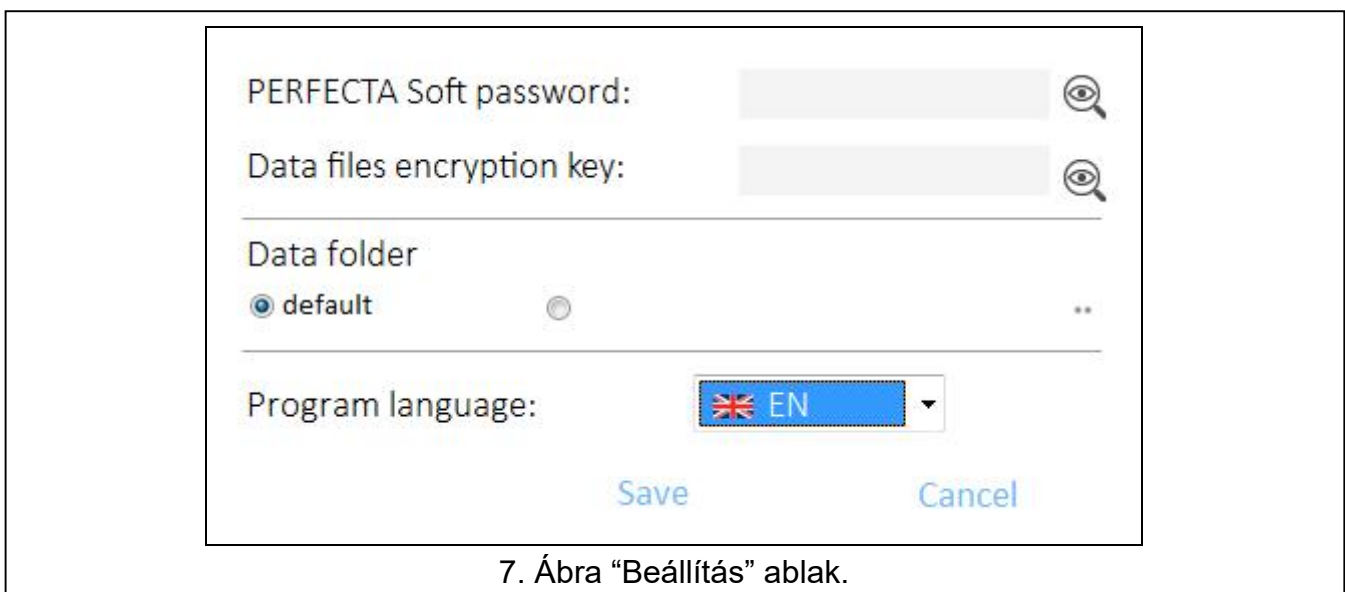 PERFECTA Soft password:
Data files encryption key:
Data folder
default
..
Program language:
EN
Save Cancel
7. Ábra “Beállítás” ablak.